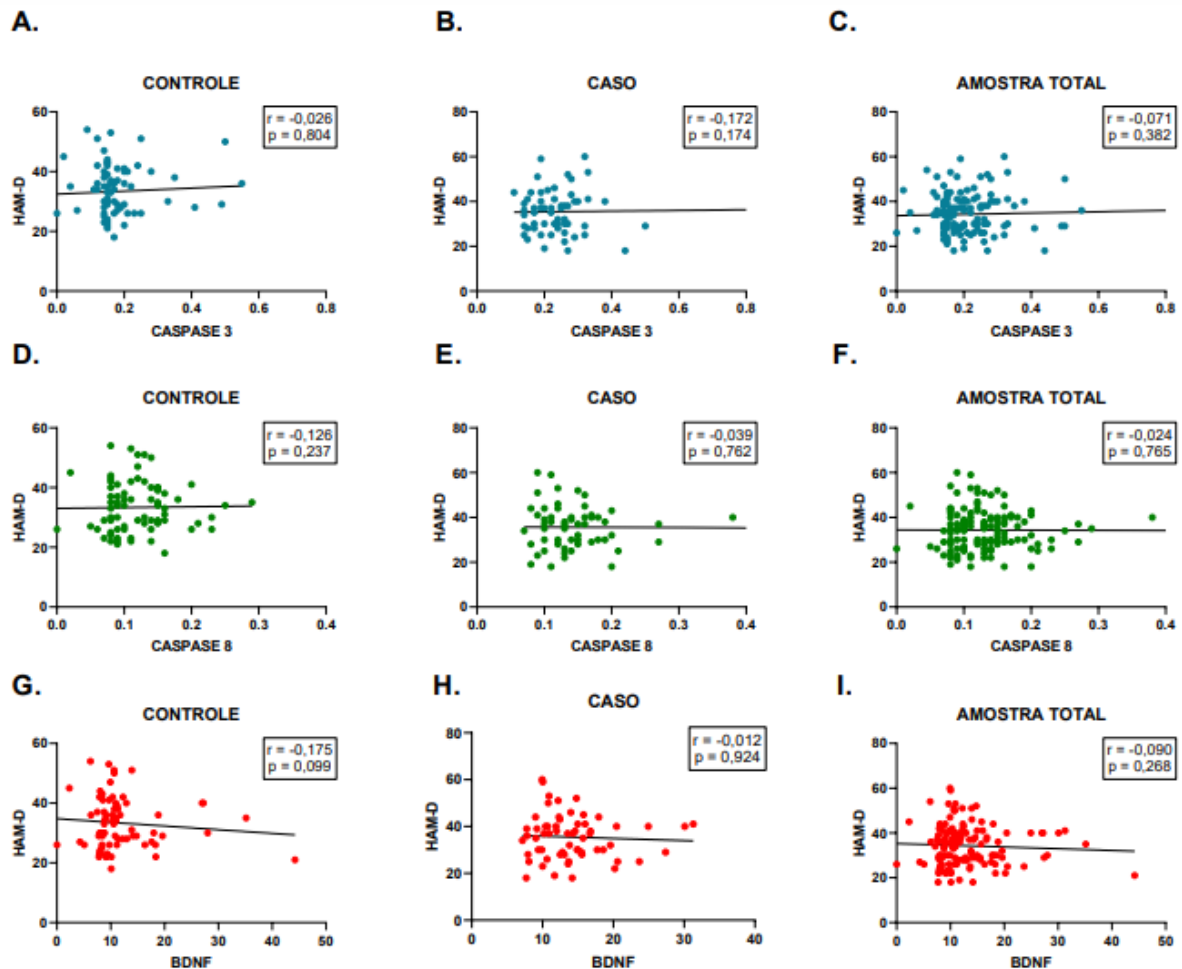 A.
CONTROLE
r = -0,026
p = 0,804
60
40
20
0
HAM-D
0.0 0.2 0.4 0.6 0.8
CASPASE 3
B.
CASO
r = -0,172
p = 0,174
80
60
40
20
0
HAM-D
0.0 0.2 0.4 0.6 0.8
CASPASE 3
C.
AMOSTRA TOTAL
r = -0,071
p = 0,382
80
60
40
20
0
HAM-D
0.0 0.2 0.4 0.6 0.8
CASPASE 3
D.
CONTROLE
r = -0,126
p = 0,237
60
40
20
0
HAM-D
0.0 0.1 0.2 0.3 0.4
CASPASE 8
E.
CASO
r = -0,039
p = 0,762
80
60
40
20
0
HAM-D
0.0 0.1 0.2 0.3 0.4
CASPASE 8
F.
AMOSTRA TOTAL
r = -0,024
p = 0,765
80
60
40
20
0
HAM-D
0.0 0.1 0.2 0.3 0.4
CASPASE 8
G.
CONTROLE
r = -0,175
p = 0,099
60
40
20
0
HAM-D
0 10 20 30 40 50
BDNF
H.
CASO
r = -0,012
p = 0,924
80
60
40
20
0
HAM-D
0 10 20 30 40
BDNF
I.
AMOSTRA TOTAL
r = -0,090
p = 0,268
80
60
40
20
0
HAM-D
0 10 20 30 40 50
BDNF